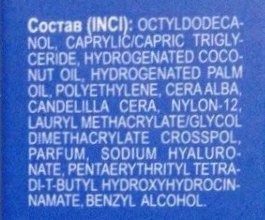 Состав (INCI): OCTYLDODECA-
NOL, CAPRYLIC/CAPRIC TRIGLY-
CERIDE, HYDROGENATED COCO-
NUT OIL, HYDROGENATED PALM
OIL, POLYETHYLENE, CERA ALBA,
CANDELILLA CERA, NYLON-12,
LAURYL METHACRYLATE/GLYCOL
DIMETHACRYLATE CROSSPOL.,
PARFUM, SODIUM HYALURO-
NATE, PENTAERYTHRITYL TETRA-
DI-T-BUTYL HYDROXYHYDROCIN-
NAMATE, BENZYL ALCOHOL.